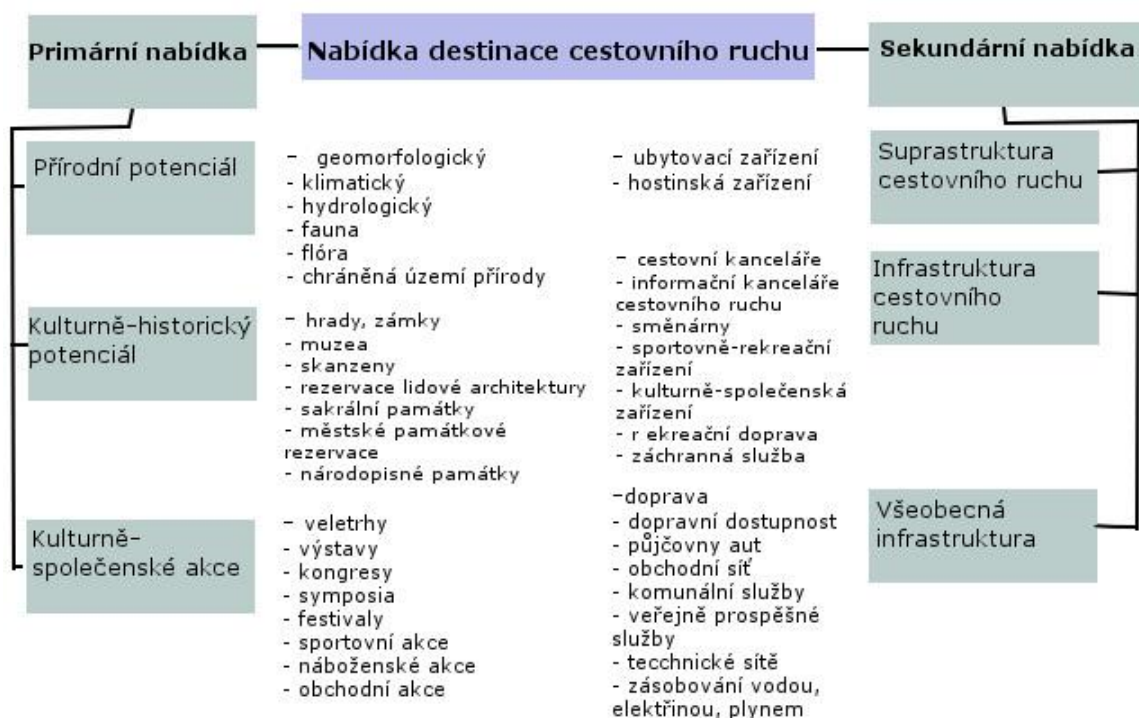 Primární nabídka
Nabídka destinace cestovního ruchu
Sekundární nabídka
Přírodní potenciál
– geomorfologický
- klimatický
- hydrologický
- fauna
- flóra
- chráněná území přírody
Kulturně-historický
potenciál
– hrady, zámky
- muzea
- skanzeny
- rezervace lidové architektury
- sakrální památky
- městské památkové
rezervace
- národopisné památky
Kulturně-
společenské akce
– veletrhy
- výstavy
- kongresy
- symposia
- festivaly
- sportovní akce
- náboženské akce
- obchodní akce
– ubytovací zařízení
- hostinská zařízení
Suprastruktura
cestovního ruchu
– cestovní kanceláře
- informační kanceláře
cestovního ruchu
- směnárny
- sportovně-rekreační
zařízení
- kulturně-společenská
zařízení
- r ekreační doprava
- záchranná služba
Infrastruktura
cestovního
ruchu
–doprava
- dopravní dostupnost
- půjčovny aut
- obchodní síť
- komunální služby
- veřejně prospěšné
služby
- tecchnické sítě
- zásobování vodou,
elektřinou, plynem
Všeobecná
infrastruktura